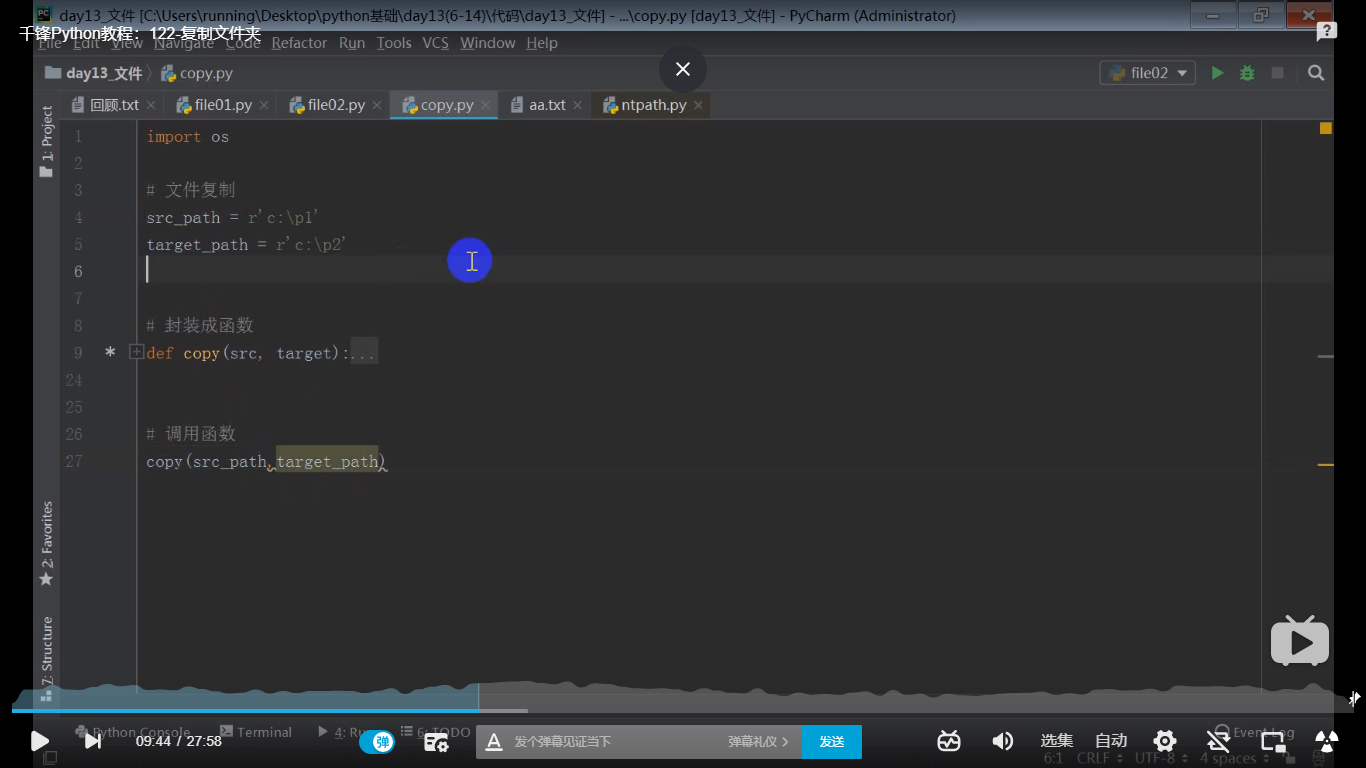 day13_文件 [C:\Users\running\Desktop\python基础\day13(6-14)\代码\day13_文件] - ...\copy.py [day13_文件] - PyCharm (Administrator)
千锋Python教程：122-复制文件夹
File Edit View Navigate Code Refactor Run Tools VCS Window Help
day13_文件 copy.py file02
回顾.txt file01.py file02.py copy.py aa.txt ntpath.py
1: Project
1 import os
2
3 # 文件复制
4 src_path = r'c:\p1'
5 target_path = r'c:\p2'
6
7
8 # 封装成函数
9 * def copy(src, target):...
24
25
26 # 调用函数
27 copy(src_path,target_path)
2: Favorites
7: Structure
Python Console Terminal 4: Ru 6: TODO Event Log
09:44 / 27:58 弹 发个弹幕见证当下 弹幕礼仪 > 发送 选集 自动
6:1 CRLF UTF-8 4 spaces